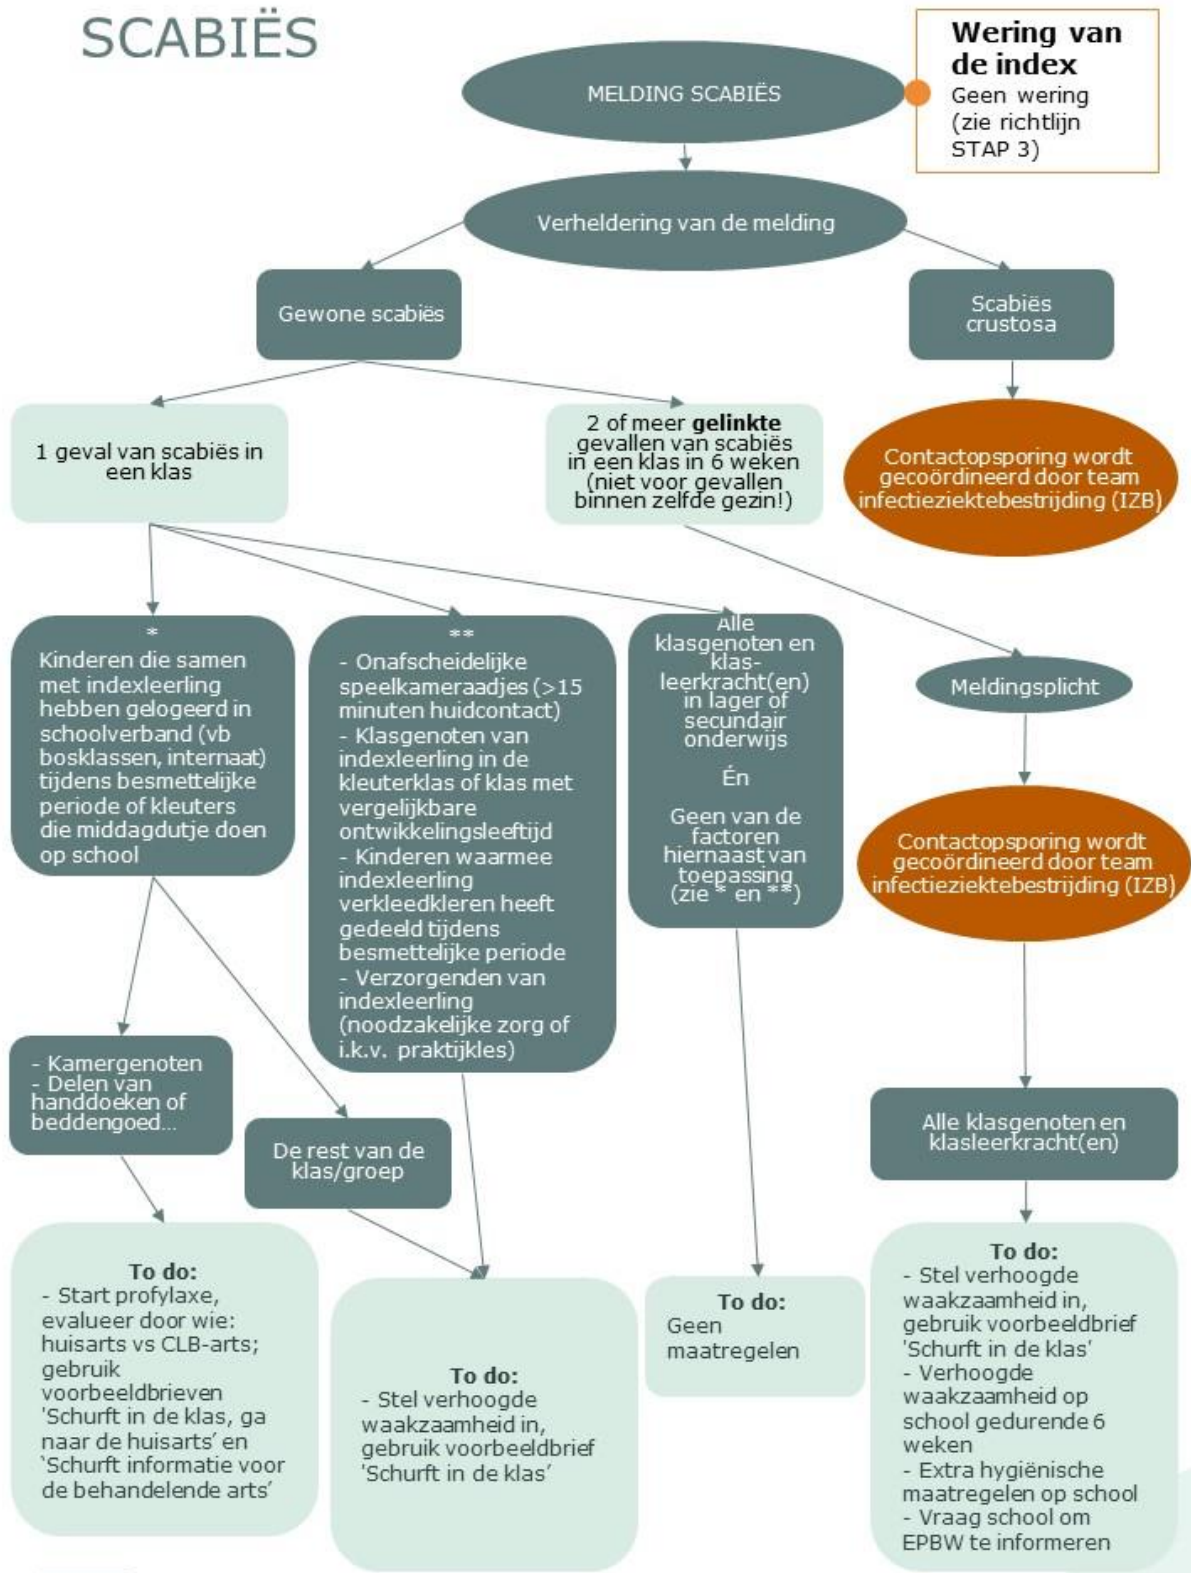 SCABIËS
Wering van
de index
Geen wering
(zie richtlijn
STAP 3)
MELDING SCABIËS
Verheldering van de melding
Gewone scabiës
Scabiës
crustosa
1 geval van scabiës in
een klas
2 of meer gelinkte
gevallen van scabiës
in een klas in 6 weken
(niet voor gevallen
binnen zelfde gezin!)
Contactopsporing wordt
gecoördineerd door team
infectieziektebestrijding (IZB)
*
Kinderen die samen
met indexleerling
hebben gelogeerd in
schoolverband (vb
bosklassen, internaat)
tijdens besmettelijke
periode of kleuters
die middagdutje doen
op school
**
- Onafscheidelijke
speelkameraadjes (>15
minuten huidcontact)
- Klasgenoten van
indexleerling in de
kleuterklas of klas met
vergelijkbare
ontwikkelingsleeftijd
- Kinderen waarmee
indexleerling
verkleedkleren heeft
gedeeld tijdens
besmettelijke periode
- Verzorgenden van
indexleerling
(noodzakelijke zorg of
i.k.v. praktijkles)
Alle
klasgenoten en
klas-
leerkracht(en)
in lager of
secundair
onderwijs
Én
Geen van de
factoren
hiernaast van
toepassing
(zie * en **)
Meldingsplicht
Contactopsporing wordt
gecoördineerd door team
infectieziektebestrijding (IZB)
- Kamergenoten
- Delen van
handdoeken of
beddengoed...
De rest van de
klas/groep
Alle klasgenoten en
klasleerkracht(en)
To do:
- Start profylaxe,
evalueer door wie:
huisarts vs CLB-arts;
gebruik
voorbeeldbrieven
'Schurft in de klas, ga
naar de huisarts’ en
‘Schurft informatie voor
de behandelende arts’
To do:
- Stel verhoogde
waakzaamheid in,
gebruik voorbeeldbrief
'Schurft in de klas’
To do:
Geen
maatregelen
To do:
- Stel verhoogde
waakzaamheid in,
gebruik voorbeeldbrief
'Schurft in de klas’
- Verhoogde
waakzaamheid op
school gedurende 6
weken
- Extra hygiënische
maatregelen op school
- Vraag school om
EPBW te informeren